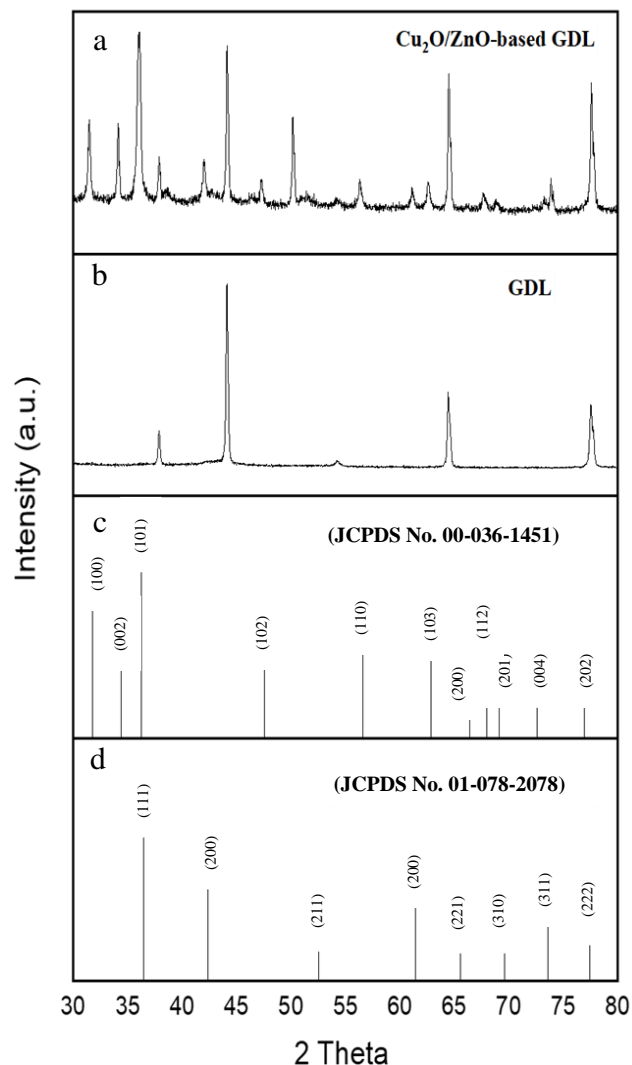 a
Cu₂O/ZnO-based GDL
b
GDL
Intensity (a.u.)
c
(JCPDS No. 00-036-1451)
(100)
(002)
(101)
(102)
(110)
(103)
(200)
(112)
(201)
(004)
(202)
d
(JCPDS No. 01-078-2078)
(111)
(200)
(211)
(200)
(221)
(310)
(311)
(222)
30 35 40 45 50 55 60 65 70 75 80
2 Theta